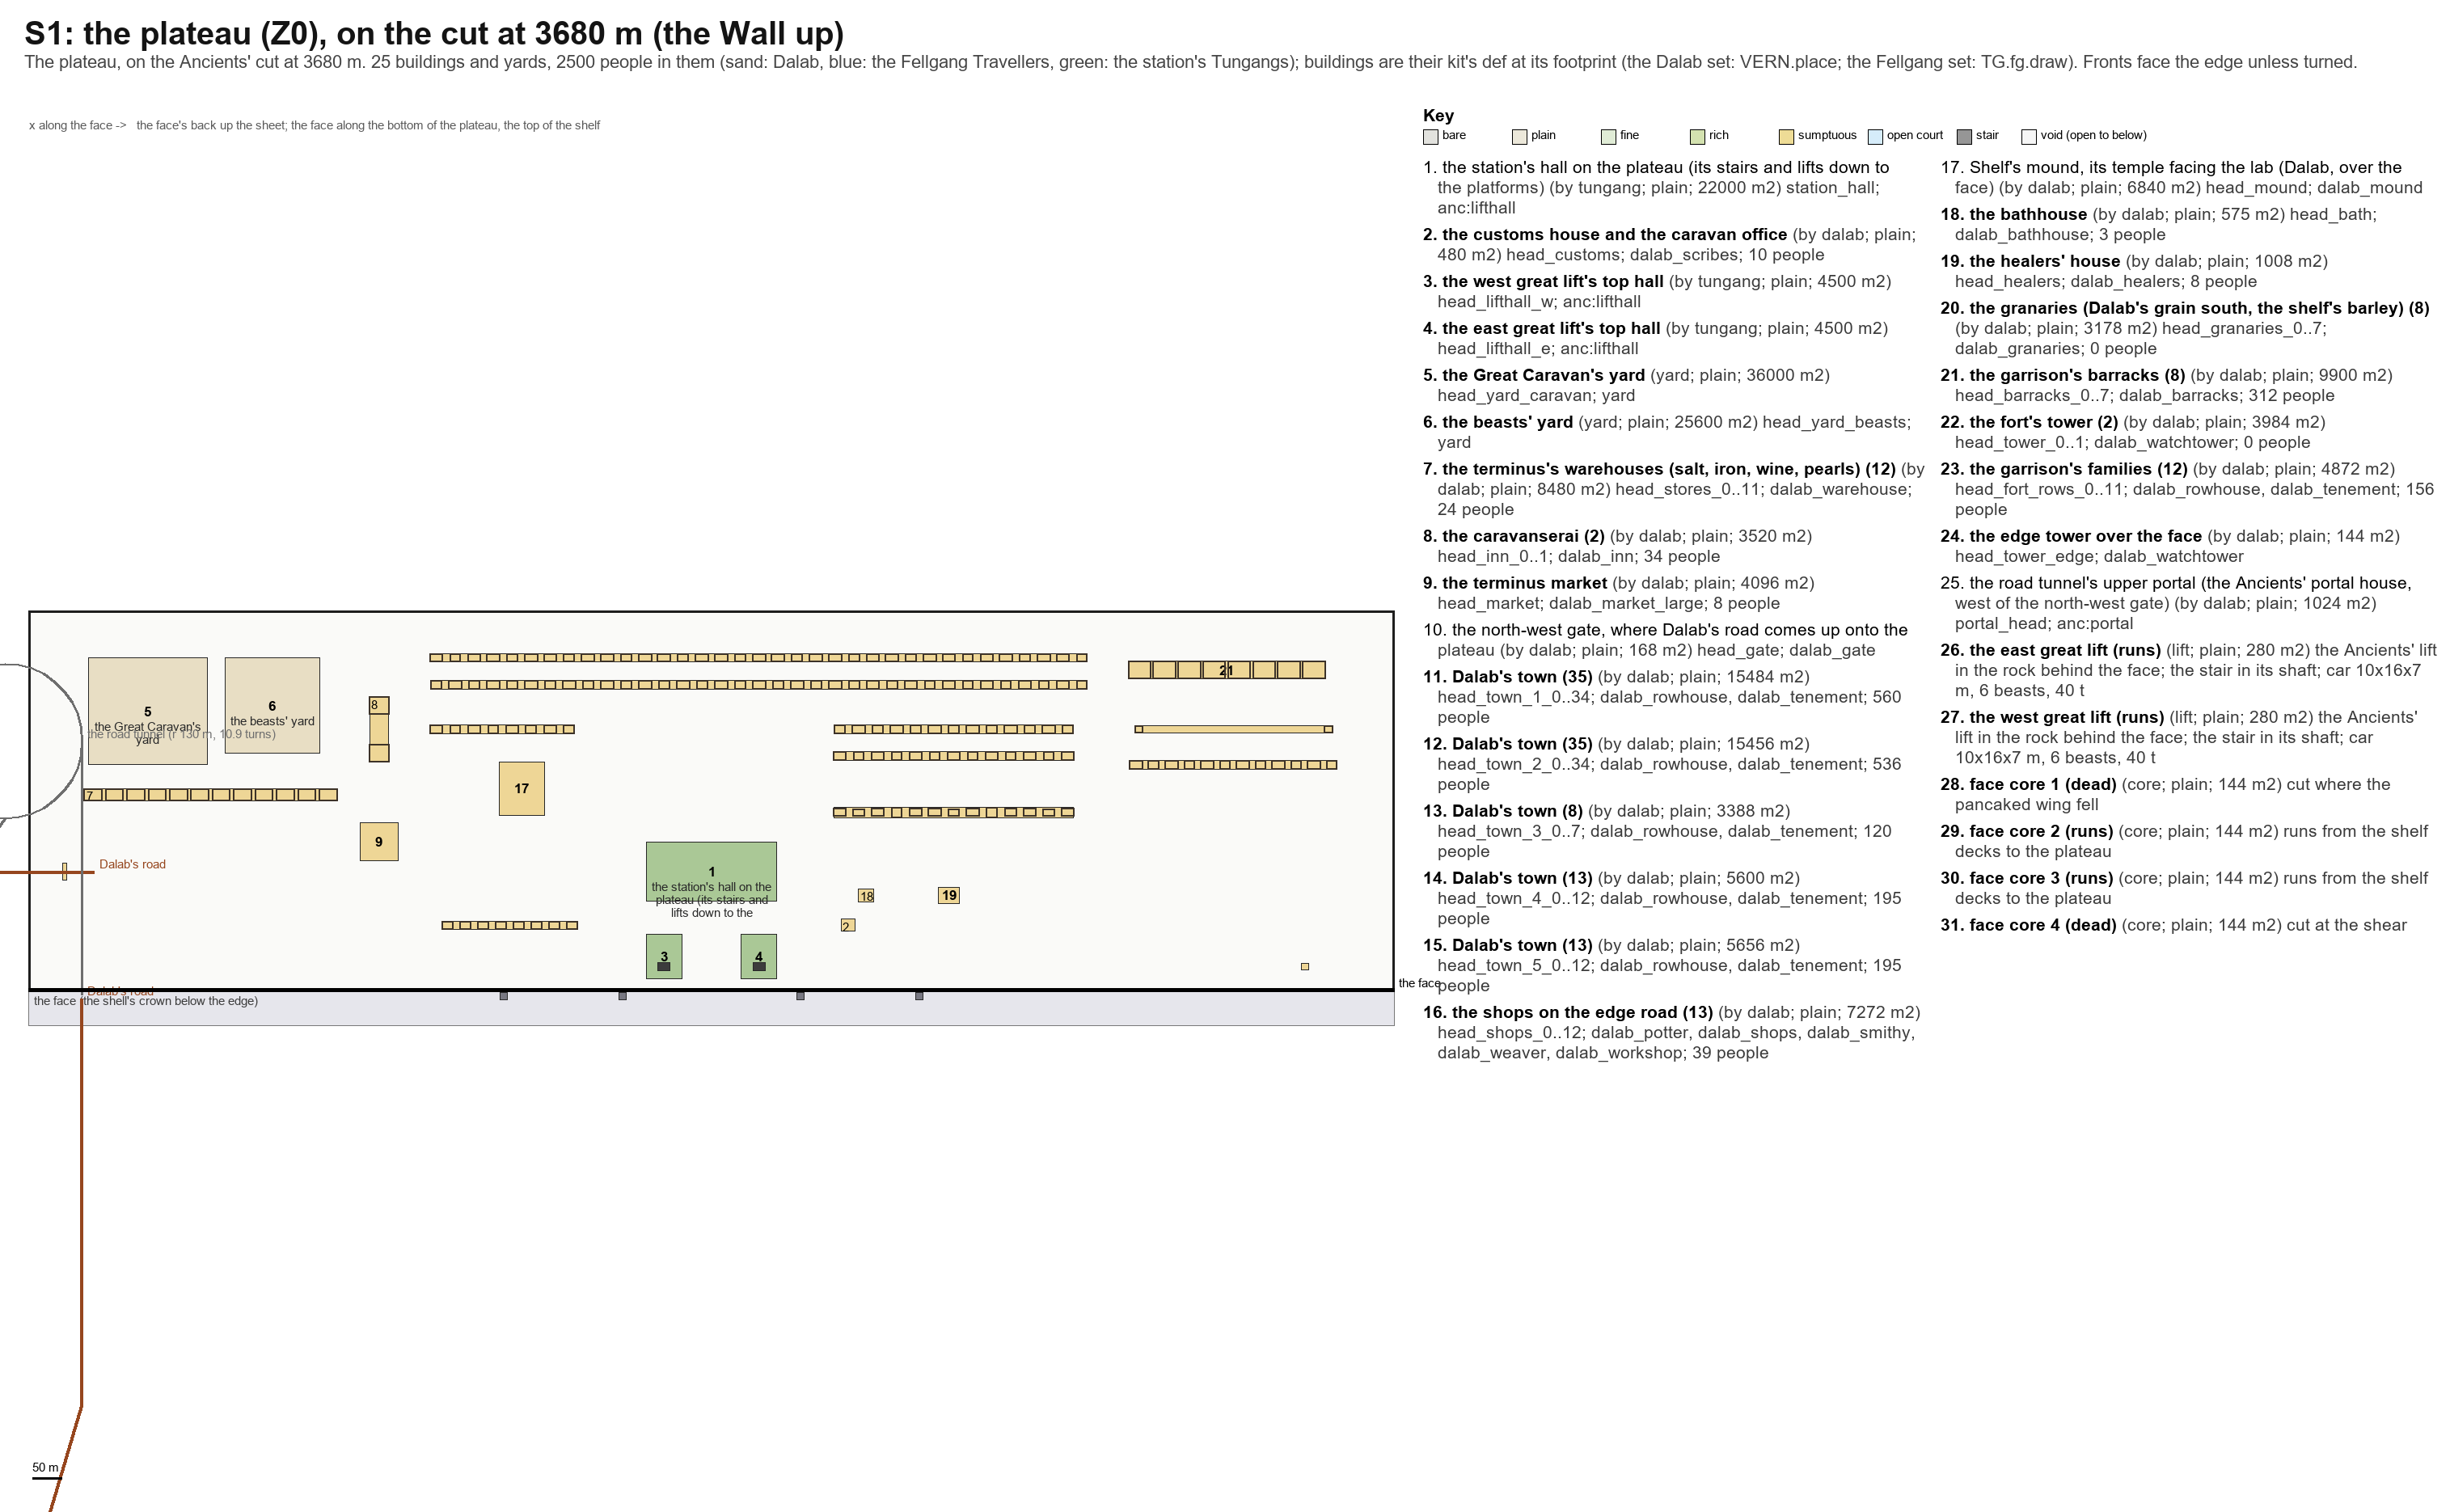 S1: the plateau (Z0), on the cut at 3680 m (the Wall up)
The plateau, on the Ancients' cut at 3680 m. 25 buildings and yards, 2500 people in them (sand: Dalab, blue: the Fellgang Travellers, green: the station's Tungangs); buildings are their kit's def at its footprint (the Dalab set: VERN.place; the Fellgang set: TG.fg.draw). Fronts face the edge unless turned.
x along the face -> the face's back up the sheet; the face along the bottom of the plateau, the top of the shelf
5
the Great Caravan's
yard
6
the beasts' yard
the road tunnel (r 130 m, 10.9 turns)
8
21
7
17
9
Dalab's road
1
the station's hall on the
plateau (its stairs and
lifts down to the
18
19
2
3
4
Dalab's road
the face (the shell's crown below the edge)
the face
50 m
Key
bare
plain
fine
rich
sumptuous
open court
stair
void (open to below)
1. the station's hall on the plateau (its stairs and lifts down to
the platforms) (by tungang; plain; 22000 m2) station_hall;
anc:lifthall
2. the customs house and the caravan office (by dalab; plain;
480 m2) head_customs; dalab_scribes; 10 people
3. the west great lift's top hall (by tungang; plain; 4500 m2)
head_lifthall_w; anc:lifthall
4. the east great lift's top hall (by tungang; plain; 4500 m2)
head_lifthall_e; anc:lifthall
5. the Great Caravan's yard (yard; plain; 36000 m2)
head_yard_caravan; yard
6. the beasts' yard (yard; plain; 25600 m2) head_yard_beasts;
yard
7. the terminus's warehouses (salt, iron, wine, pearls) (12) (by
dalab; plain; 8480 m2) head_stores_0..11; dalab_warehouse;
24 people
8. the caravanserai (2) (by dalab; plain; 3520 m2)
head_inn_0..1; dalab_inn; 34 people
9. the terminus market (by dalab; plain; 4096 m2)
head_market; dalab_market_large; 8 people
10. the north-west gate, where Dalab's road comes up onto the
plateau (by dalab; plain; 168 m2) head_gate; dalab_gate
11. Dalab's town (35) (by dalab; plain; 15484 m2)
head_town_1_0..34; dalab_rowhouse, dalab_tenement; 560
people
12. Dalab's town (35) (by dalab; plain; 15456 m2)
head_town_2_0..34; dalab_rowhouse, dalab_tenement; 536
people
13. Dalab's town (8) (by dalab; plain; 3388 m2)
head_town_3_0..7; dalab_rowhouse, dalab_tenement; 120
people
14. Dalab's town (13) (by dalab; plain; 5600 m2)
head_town_4_0..12; dalab_rowhouse, dalab_tenement; 195
people
15. Dalab's town (13) (by dalab; plain; 5656 m2)
head_town_5_0..12; dalab_rowhouse, dalab_tenement; 195
people
16. the shops on the edge road (13) (by dalab; plain; 7272 m2)
head_shops_0..12; dalab_potter, dalab_shops, dalab_smithy,
dalab_weaver, dalab_workshop; 39 people
17. Shelf's mound, its temple facing the lab (Dalab, over the
face) (by dalab; plain; 6840 m2) head_mound; dalab_mound
18. the bathhouse (by dalab; plain; 575 m2) head_bath;
dalab_bathhouse; 3 people
19. the healers' house (by dalab; plain; 1008 m2)
head_healers; dalab_healers; 8 people
20. the granaries (Dalab's grain south, the shelf's barley) (8)
(by dalab; plain; 3178 m2) head_granaries_0..7;
dalab_granaries; 0 people
21. the garrison's barracks (8) (by dalab; plain; 9900 m2)
head_barracks_0..7; dalab_barracks; 312 people
22. the fort's tower (2) (by dalab; plain; 3984 m2)
head_tower_0..1; dalab_watchtower; 0 people
23. the garrison's families (12) (by dalab; plain; 4872 m2)
head_fort_rows_0..11; dalab_rowhouse, dalab_tenement; 156
people
24. the edge tower over the face (by dalab; plain; 144 m2)
head_tower_edge; dalab_watchtower
25. the road tunnel's upper portal (the Ancients' portal house,
west of the north-west gate) (by dalab; plain; 1024 m2)
portal_head; anc:portal
26. the east great lift (runs) (lift; plain; 280 m2) the Ancients' lift
in the rock behind the face; the stair in its shaft; car 10x16x7
m, 6 beasts, 40 t
27. the west great lift (runs) (lift; plain; 280 m2) the Ancients'
lift in the rock behind the face; the stair in its shaft; car
10x16x7 m, 6 beasts, 40 t
28. face core 1 (dead) (core; plain; 144 m2) cut where the
pancaked wing fell
29. face core 2 (runs) (core; plain; 144 m2) runs from the shelf
decks to the plateau
30. face core 3 (runs) (core; plain; 144 m2) runs from the shelf
decks to the plateau
31. face core 4 (dead) (core; plain; 144 m2) cut at the shear